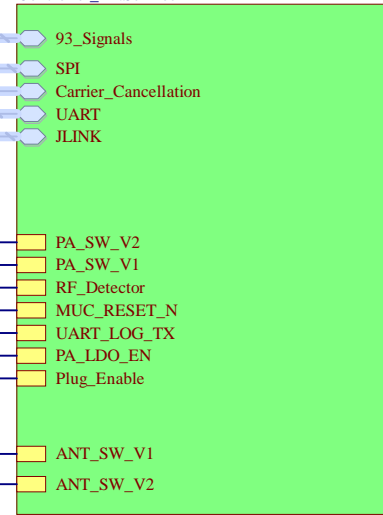 93_Signals
SPI
Carrier_Cancellation
UART
JLINK
PA_SW_V2
PA_SW_V1
RF_Detector
MUC_RESET_N
UART_LOG_TX
PA_LDO_EN
Plug_Enable
ANT_SW_V1
ANT_SW_V2